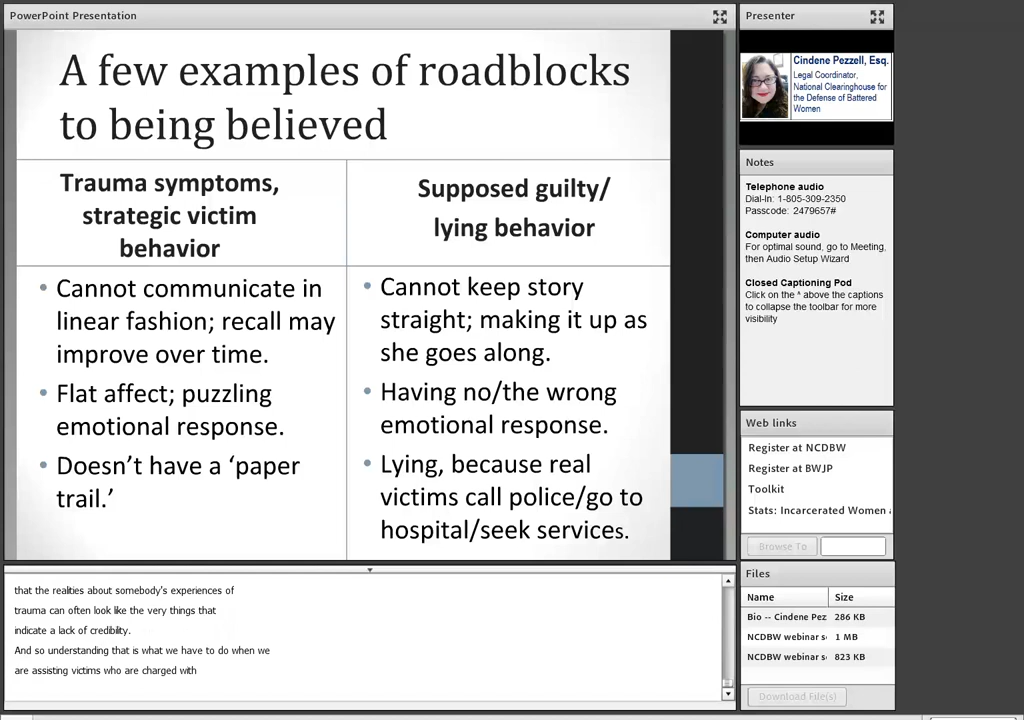 PowerPoint Presentation
A few examples of roadblocks
to being believed
Trauma symptoms,
strategic victim
behavior
Supposed guilty/
lying behavior
• Cannot communicate in
linear fashion; recall may
improve over time.
• Flat affect; puzzling
emotional response.
• Doesn’t have a ‘paper
trail.’
• Cannot keep story
straight; making it up as
she goes along.
• Having no/the wrong
emotional response.
• Lying, because real
victims call police/go to
hospital/seek services.
that the realities about somebody's experiences of
trauma can often look like the very things that
indicate a lack of credibility.
And so understanding that is what we have to do when we
are assisting victims who are charged with
Presenter
Cindene Pezzell, Esq.
Legal Coordinator,
National Clearinghouse for
the Defense of Battered
Women
Notes
Telephone audio
Dial-In: 1-805-309-2350
Passcode: 2479657#
Computer audio
For optimal sound, go to Meeting,
then Audio Setup Wizard
Closed Captioning Pod
Click on the ^ above the captions
to collapse the toolbar for more
visibility
Web links
Register at NCDBW
Register at BWJP
Toolkit
Stats: Incarcerated Women
Browse To
Files
Name Size
Bio -- Cindene Pez 286 KB
NCDBW webinar s 1 MB
NCDBW webinar s 823 KB
Download File(s)